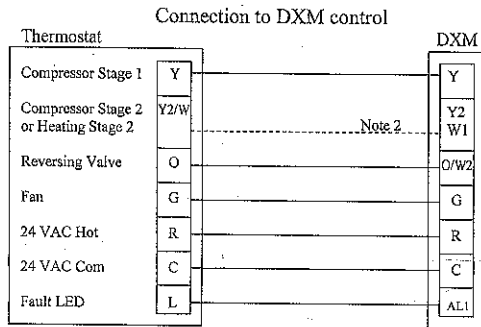 Connection to DXM control
Thermostat
DXM
Compressor Stage 1 Y Y
Compressor Stage 2 Y2/W Y2
or Heating Stage 2 Note 2 W1
Reversing Valve O O/W2
Fan G G
24 VAC Hot R R
24 VAC Com C C
Fault LED L AL1